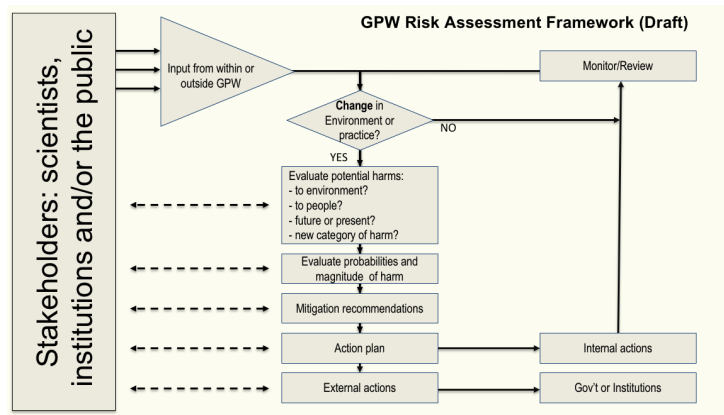 GPW Risk Assessment Framework (Draft)
Stakeholders: scientists,
institutions and/or the public
Input from within or
outside GPW
Monitor/Review
Change in
Environment or
practice?
NO
YES
Evaluate potential harms:
- to environment?
- to people?
- future or present?
- new category of harm?
Evaluate probabilities and
magnitude of harm
Mitigation recommendations
Action plan
Internal actions
External actions
Gov't or Institutions